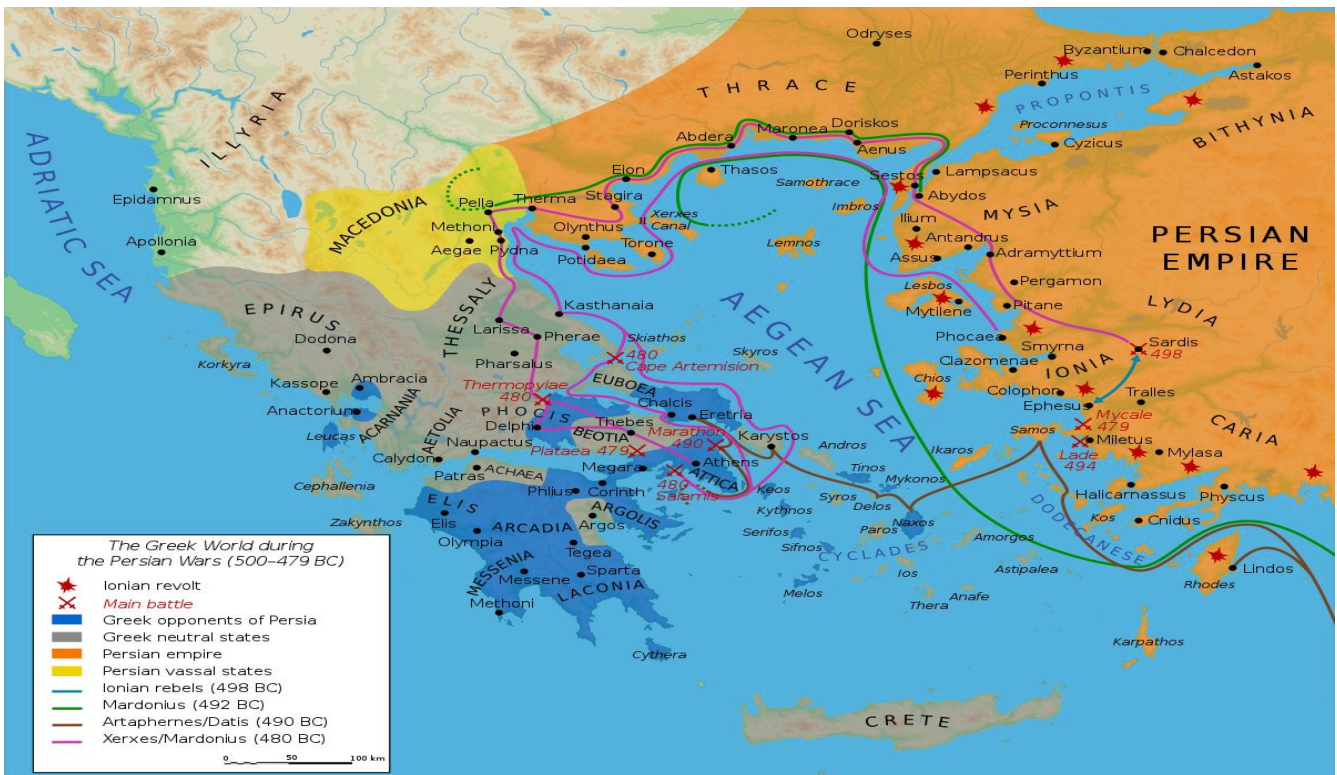 Odryses
Byzantium
Chalcedon
Perinthus
Astakos
THRACE
PROPONTIS
BITHYNIA
Proconnesus
Cyzicus
ILLYRIA
ADRIATIC SEA
Epidamnus
Apollonia
MACEDONIA
Pella
Therma
Methoni
Aegae
Pydna
Eion
Stagira
Olynthus
Potidaea
Torone
Xerxes
Canal
Abdera
Maronea
Doriskos
Aenus
Thasos
Samothrace
Imbros
Lemnos
Sestos
Lampsacus
Abydos
Ilium
MYSIA
Antandrus
Assus
Adramyttium
PERSIAN
EMPIRE
Lesbos
Mytilene
Pergamon
Pitane
LYDIA
Phocaea
Smyrna
Sardis
498
Clazomenae
IONIA
Chios
Colophon
Tralles
Ephesus
Mycale
479
CARIA
Samos
Miletus
Lade
494
Mylasa
Ikaros
Halicarnassus
Physcus
Kos
Cnidus
DODECANESE
Rhodes
Lindos
Karpathos
AEGEAN SEA
EPIRUS
Dodona
Korkyra
THESSALY
Larissa
Kasthanaia
Pherae
Pharsalus
Skiathos
480
Cape Artemision
Skyros
Kassope
Ambracia
Anactorium
Leucas
ACARNANIA
AETOLIA
Thermopylae
480
EUBOEA
PHOCIS
Delphi
Chalcis
Eretria
Thebes
BEOTIA
Marathon
490
Karystos
Plataea 479
Naupactus
Calydon
Patras
ACHAEA
Megara
Athens
ATTICA
480
Salamis
Cephallenia
Zakynthos
ELIS
Elis
Olympia
ARCADIA
Phlius
Corinth
ARGOLIS
Argos
Tegea
MESSENIA
Messene
Sparta
LACONIA
Methoni
Cythera
Andros
Tinos
Mykonos
Keos
Syros
Delos
Kythnos
Serifos
Paros
Naxos
Sifnos
CYCLADES
Amorgos
Ios
Astipalea
Melos
Thera
Anafe
CRETE
The Greek World during
the Persian Wars (500–479 BC)
Ionian revolt
Main battle
Greek opponents of Persia
Greek neutral states
Persian empire
Persian vassal states
Ionian rebels (498 BC)
Mardonius (492 BC)
Artaphernes/Datis (490 BC)
Xerxes/Mardonius (480 BC)
0 50 100 km